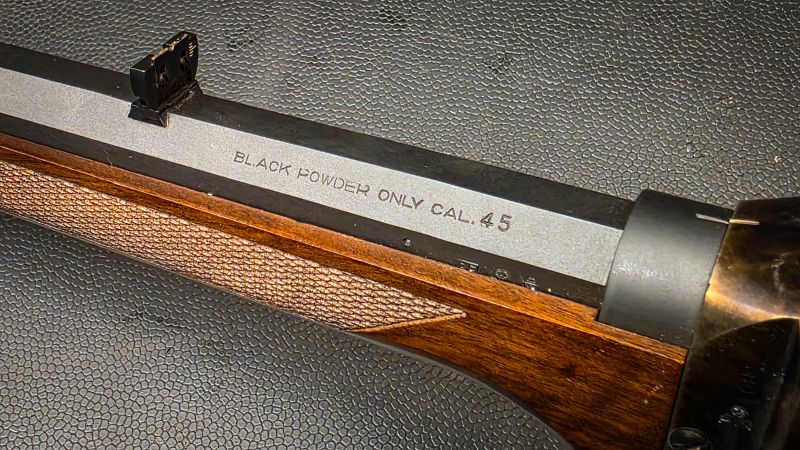 BLACK POWDER ONLY CAL. 45